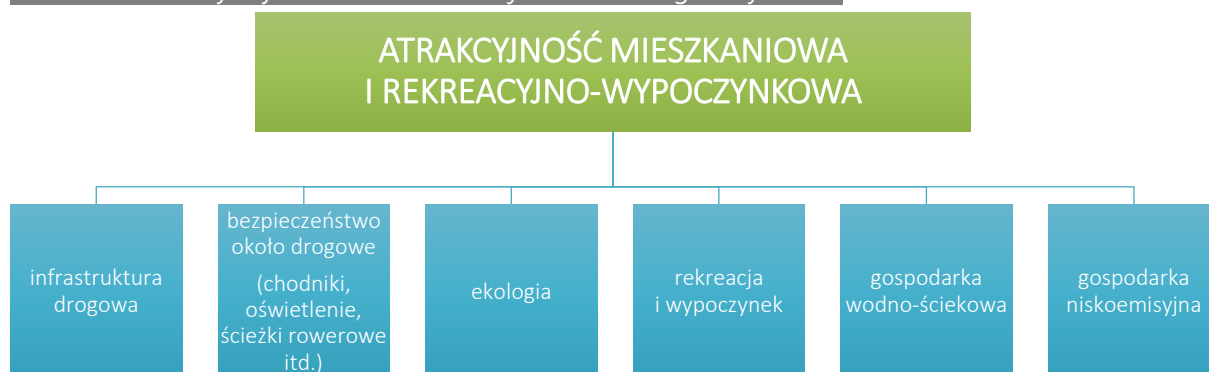 ATRAKCYJNOŚĆ MIESZKANIOWA
I REKREACYJNO-WYPOCZYNKOWA
infrastruktura
drogowa
bezpieczeństwo
około drogowe
(chodniki,
oświetlenie,
ścieżki rowerowe
itd.)
ekologia
rekreacja
i wypoczynek
gospodarka
wodno-ściekowa
gospodarka
niskoemisyjna